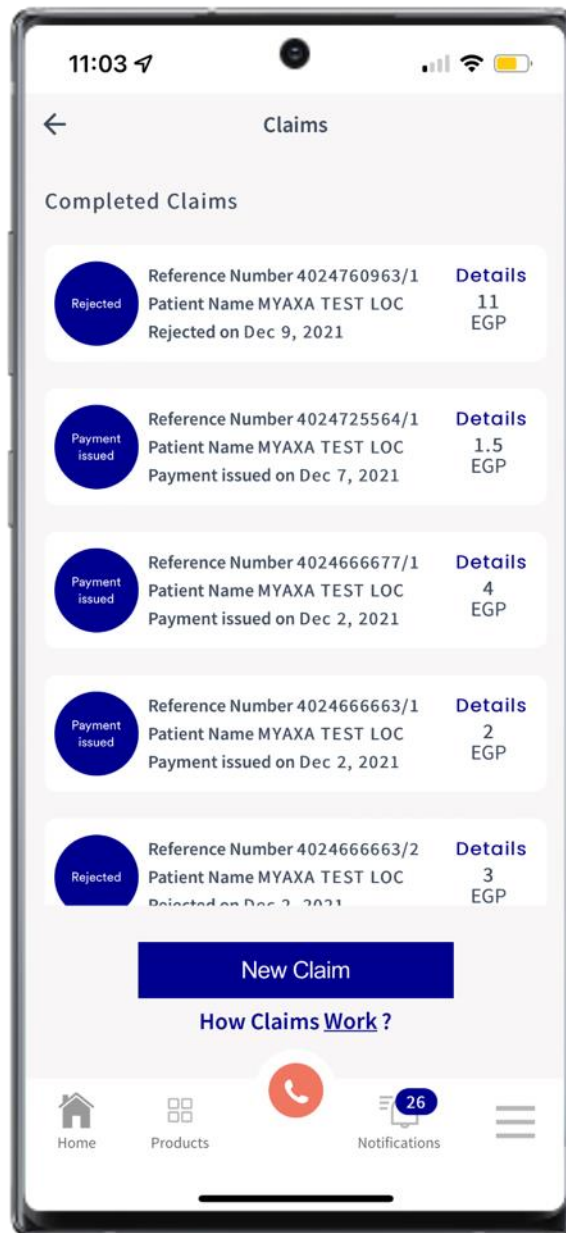 11:03
Claims
Completed Claims
Rejected
Reference Number 4024760963/1
Patient Name MYAXA TEST LOC
Rejected on Dec 9, 2021
Details
11
EGP
Payment
issued
Reference Number 4024725564/1
Patient Name MYAXA TEST LOC
Payment issued on Dec 7, 2021
Details
1.5
EGP
Payment
issued
Reference Number 4024666677/1
Patient Name MYAXA TEST LOC
Payment issued on Dec 2, 2021
Details
4
EGP
Payment
issued
Reference Number 4024666663/1
Patient Name MYAXA TEST LOC
Payment issued on Dec 2, 2021
Details
2
EGP
Rejected
Reference Number 4024666663/2
Patient Name MYAXA TEST LOC
Rejected on Dec 2, 2021
Details
3
EGP
New Claim
How Claims Work ?
26
Home
Products
Notifications